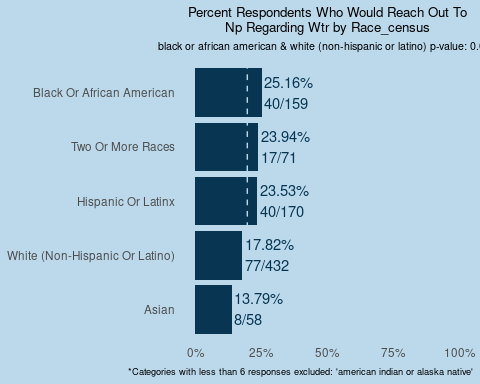 Percent Respondents Who Would Reach Out To
Np Regarding Wtr by Race_census
black or african american & white (non-hispanic or latino) p-value:
Black Or African American
25.16%
40/159
Two Or More Races
23.94%
17/71
Hispanic Or Latinx
23.53%
40/170
White (Non-Hispanic Or Latino)
17.82%
77/432
Asian
13.79%
8/58
0% 25% 50% 75% 100%
*Categories with less than 6 responses excluded: 'american indian or alaska native'